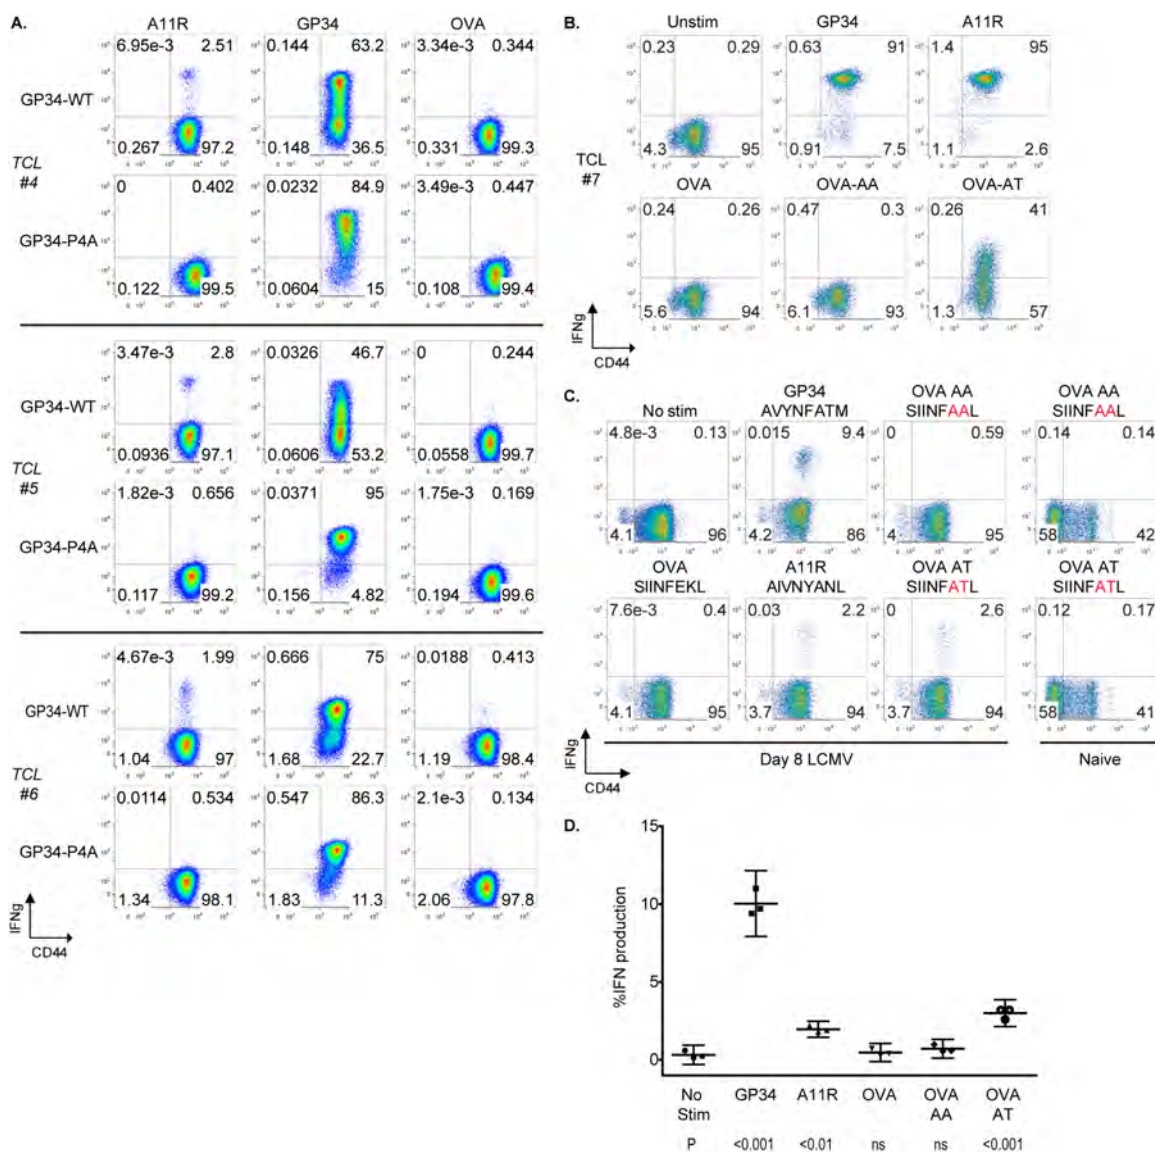 A.
A11R GP34 OVA
GP34-WT
6.95e-3 2.51 0.144 63.2 3.34e-3 0.344
0.267 97.2 0.148 36.5 0.331 99.3
TCL
#4
GP34-P4A
0 0.402 0.0232 84.9 3.49e-3 0.447
0.122 99.5 0.0604 15 0.108 99.4
GP34-WT
3.47e-3 2.8 0.0326 46.7 0 0.244
0.0936 97.1 0.0606 53.2 0.0558 99.7
TCL
#5
GP34-P4A
1.82e-3 0.656 0.0371 95 1.75e-3 0.169
0.117 99.2 0.156 4.82 0.194 99.6
GP34-WT
4.67e-3 1.99 0.666 75 0.0188 0.413
1.04 97 1.68 22.7 1.19 98.4
TCL
#6
GP34-P4A
0.0114 0.534 0.547 86.3 2.1e-3 0.134
1.34 98.1 1.83 11.3 2.06 97.8
IFNg
CD44
B.
Unstim GP34 A11R
0.23 0.29 0.63 91 1.4 95
4.3 95 0.91 7.5 1.1 2.6
TCL
#7
OVA OVA-AA OVA-AT
0.24 0.26 0.47 0.3 0.26 41
5.6 94 6.1 93 1.3 57
IFNg
CD44
C.
No stim
GP34
AVYNFATM
OVA AA
SIINFAAL
OVA AA
SIINFAAL
4.8e-3 0.13 0.015 9.4 0 0.59 0.14 0.14
4.1 96 4.2 86 4 95 58 42
OVA
SIINFEKL
A11R
AIVNYANL
OVA AT
SIINFATL
OVA AT
SIINFATL
7.6e-3 0.4 0.03 2.2 0 2.6 0.12 0.17
4.1 95 3.7 94 3.7 94 58 41
IFNg
CD44
Day 8 LCMV
Naive
D.
%IFN production
15
10
5
0
No
Stim
GP34
A11R
OVA
OVA
AA
OVA
AT
P <0.001 <0.01 ns ns <0.001